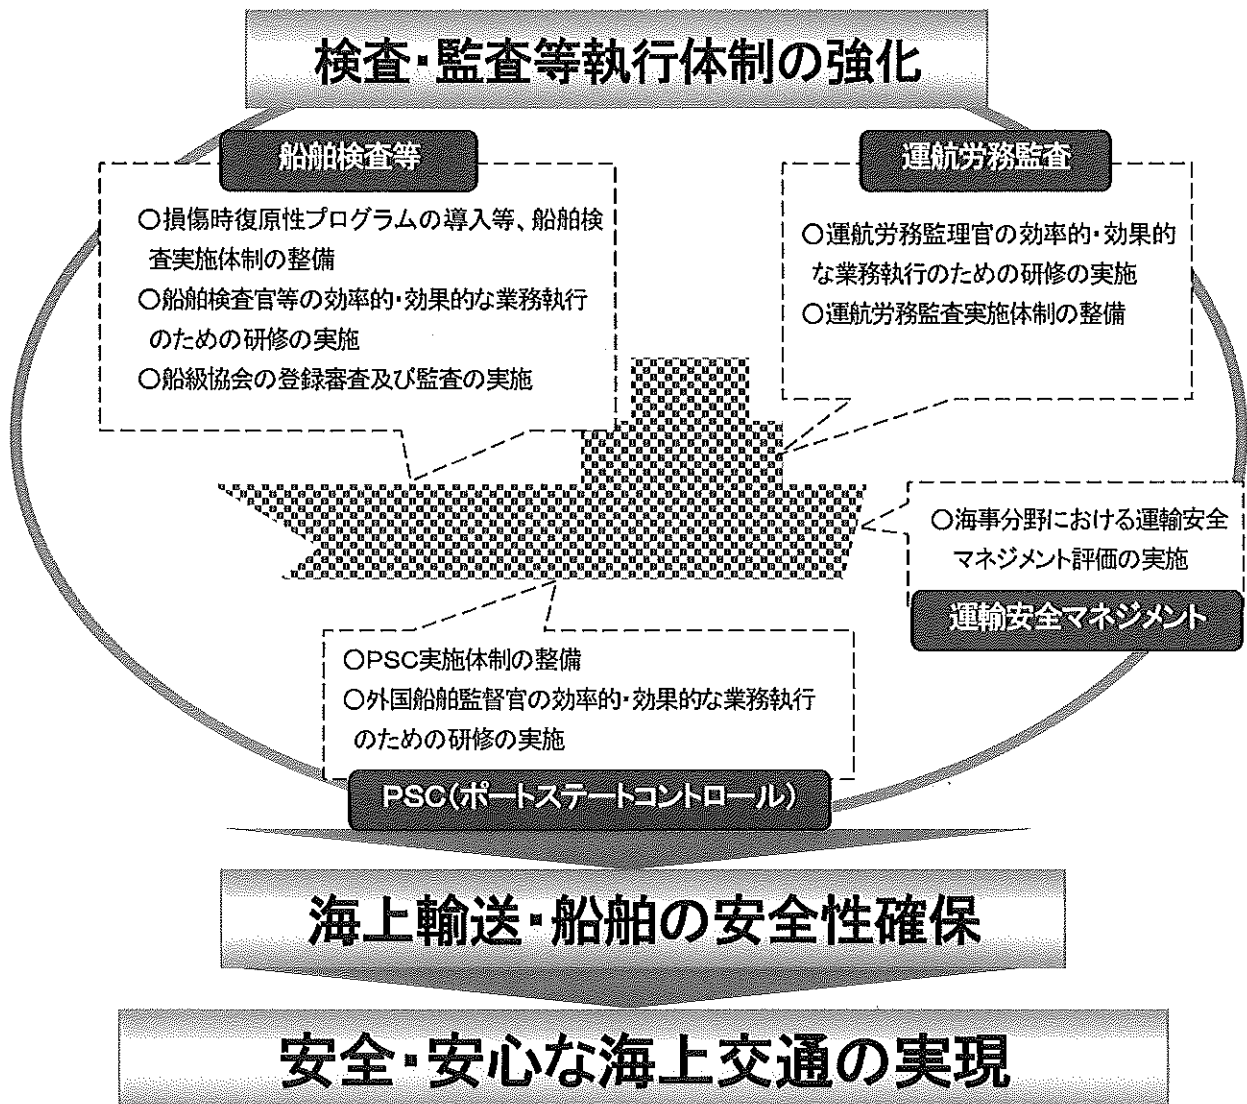 検査・監査等執行体制の強化
船舶検査等
○損傷時復原性プログラムの導入等、船舶検
査実施体制の整備
○船舶検査官等の効率的・効果的な業務執行
のための研修の実施
○船級協会の登録審査及び監査の実施
運航労務監査
○運航労務監理官の効率的・効果的
な業務執行のための研修の実施
○運航労務監査実施体制の整備
○海事分野における運輸安全
マネジメント評価の実施
運輸安全マネジメント
○PSC実施体制の整備
○外国船舶監督官の効率的・効果的な業務執行
のための研修の実施
PSC(ポートステートコントロール)
海上輸送・船舶の安全性確保
安全・安心な海上交通の実現